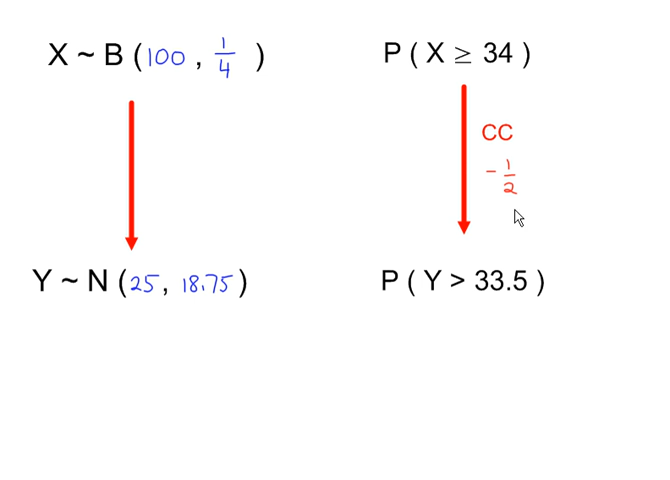 X ~ B ( 100 , 1/4 )
P ( X ≥ 34 )
CC
- 1/2
Y ~ N ( 25 , 18.75 )
P ( Y > 33.5 )